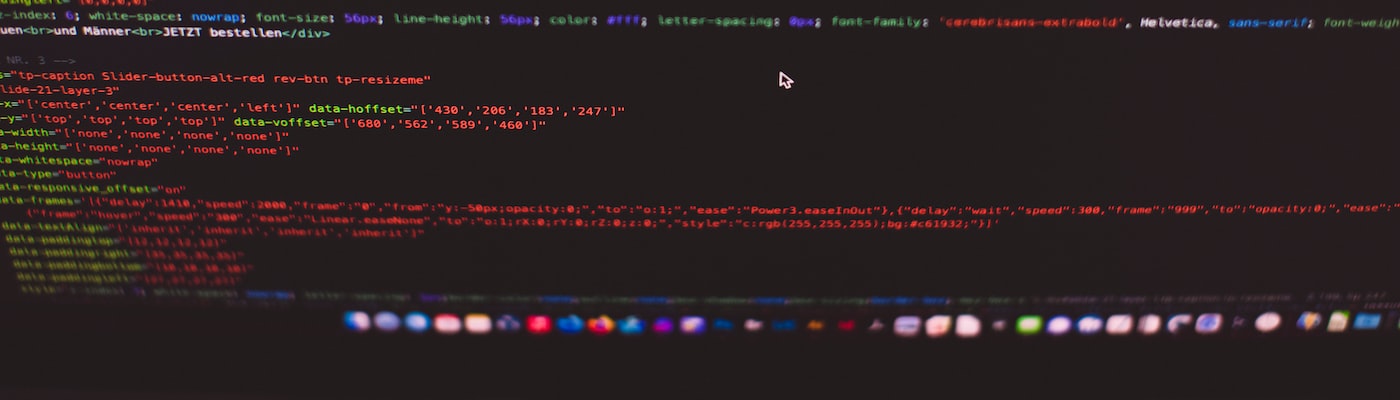 -index: 6; white-space: nowrap; font-size: 56px; line-height: 56px; color: #fff; letter-spacing: 0px; font-family: 'cerebrisans-extrabold', Helvetica, sans-serif; font-weigh
uen<br>und Männer<br>JETZT bestellen</div>
NR. 3 -->
s="tp-caption Slider-button-alt-red rev-btn tp-resizeme"
lide-21-layer-3"
-x="['center','center','center','left']" data-hoffset="['430','206','183','247']"
-y="['top','top','top','top']" data-voffset="['680','562','589','460']"
a-width="['none','none','none','none']"
a-height="['none','none','none','none']"
ta-whitespace="nowrap"
ta-type="button"
ata-responsive_offset="on"
data-frames='[{"delay":1410,"speed":2000,"frame":"0","from":"y:-50px;opacity:0;","to":"o:1;","ease":"Power3.easeInOut"},{"delay":"wait","speed":300,"frame":"999","to":"opacity:0;","ease":"
{"frame":"hover","speed":"300","ease":"Linear.easeNone","to":"o:1;rX:0;rY:0;rZ:0;z:0;","style":"c:rgb(255,255,255);bg:#c61932;"}]'
data-textAlign="['inherit','inherit','inherit','inherit']"
data-paddingtop="[12,12,12,12]"
data-paddingright="[35,35,35,35]"
data-paddingbottom="[10,10,10,10]"
data-paddingleft=